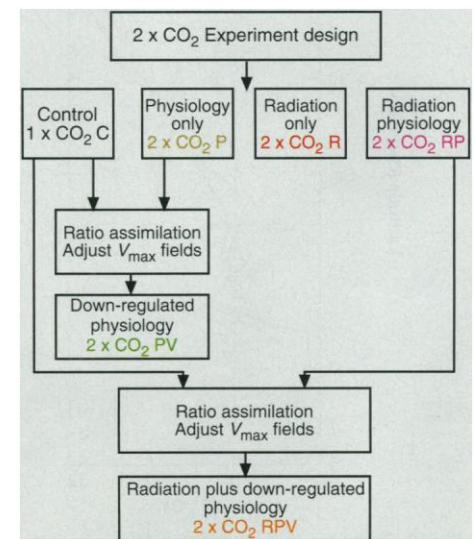 2 x CO2 Experiment design
Control
1 x CO2 C
Physiology
only
2 x CO2 P
Radiation
only
2 x CO2 R
Radiation
physiology
2 x CO2 RP
Ratio assimilation
Adjust Vmax fields
Down-regulated
physiology
2 x CO2 PV
Ratio assimilation
Adjust Vmax fields
Radiation plus down-regulated
physiology
2 x CO2 RPV